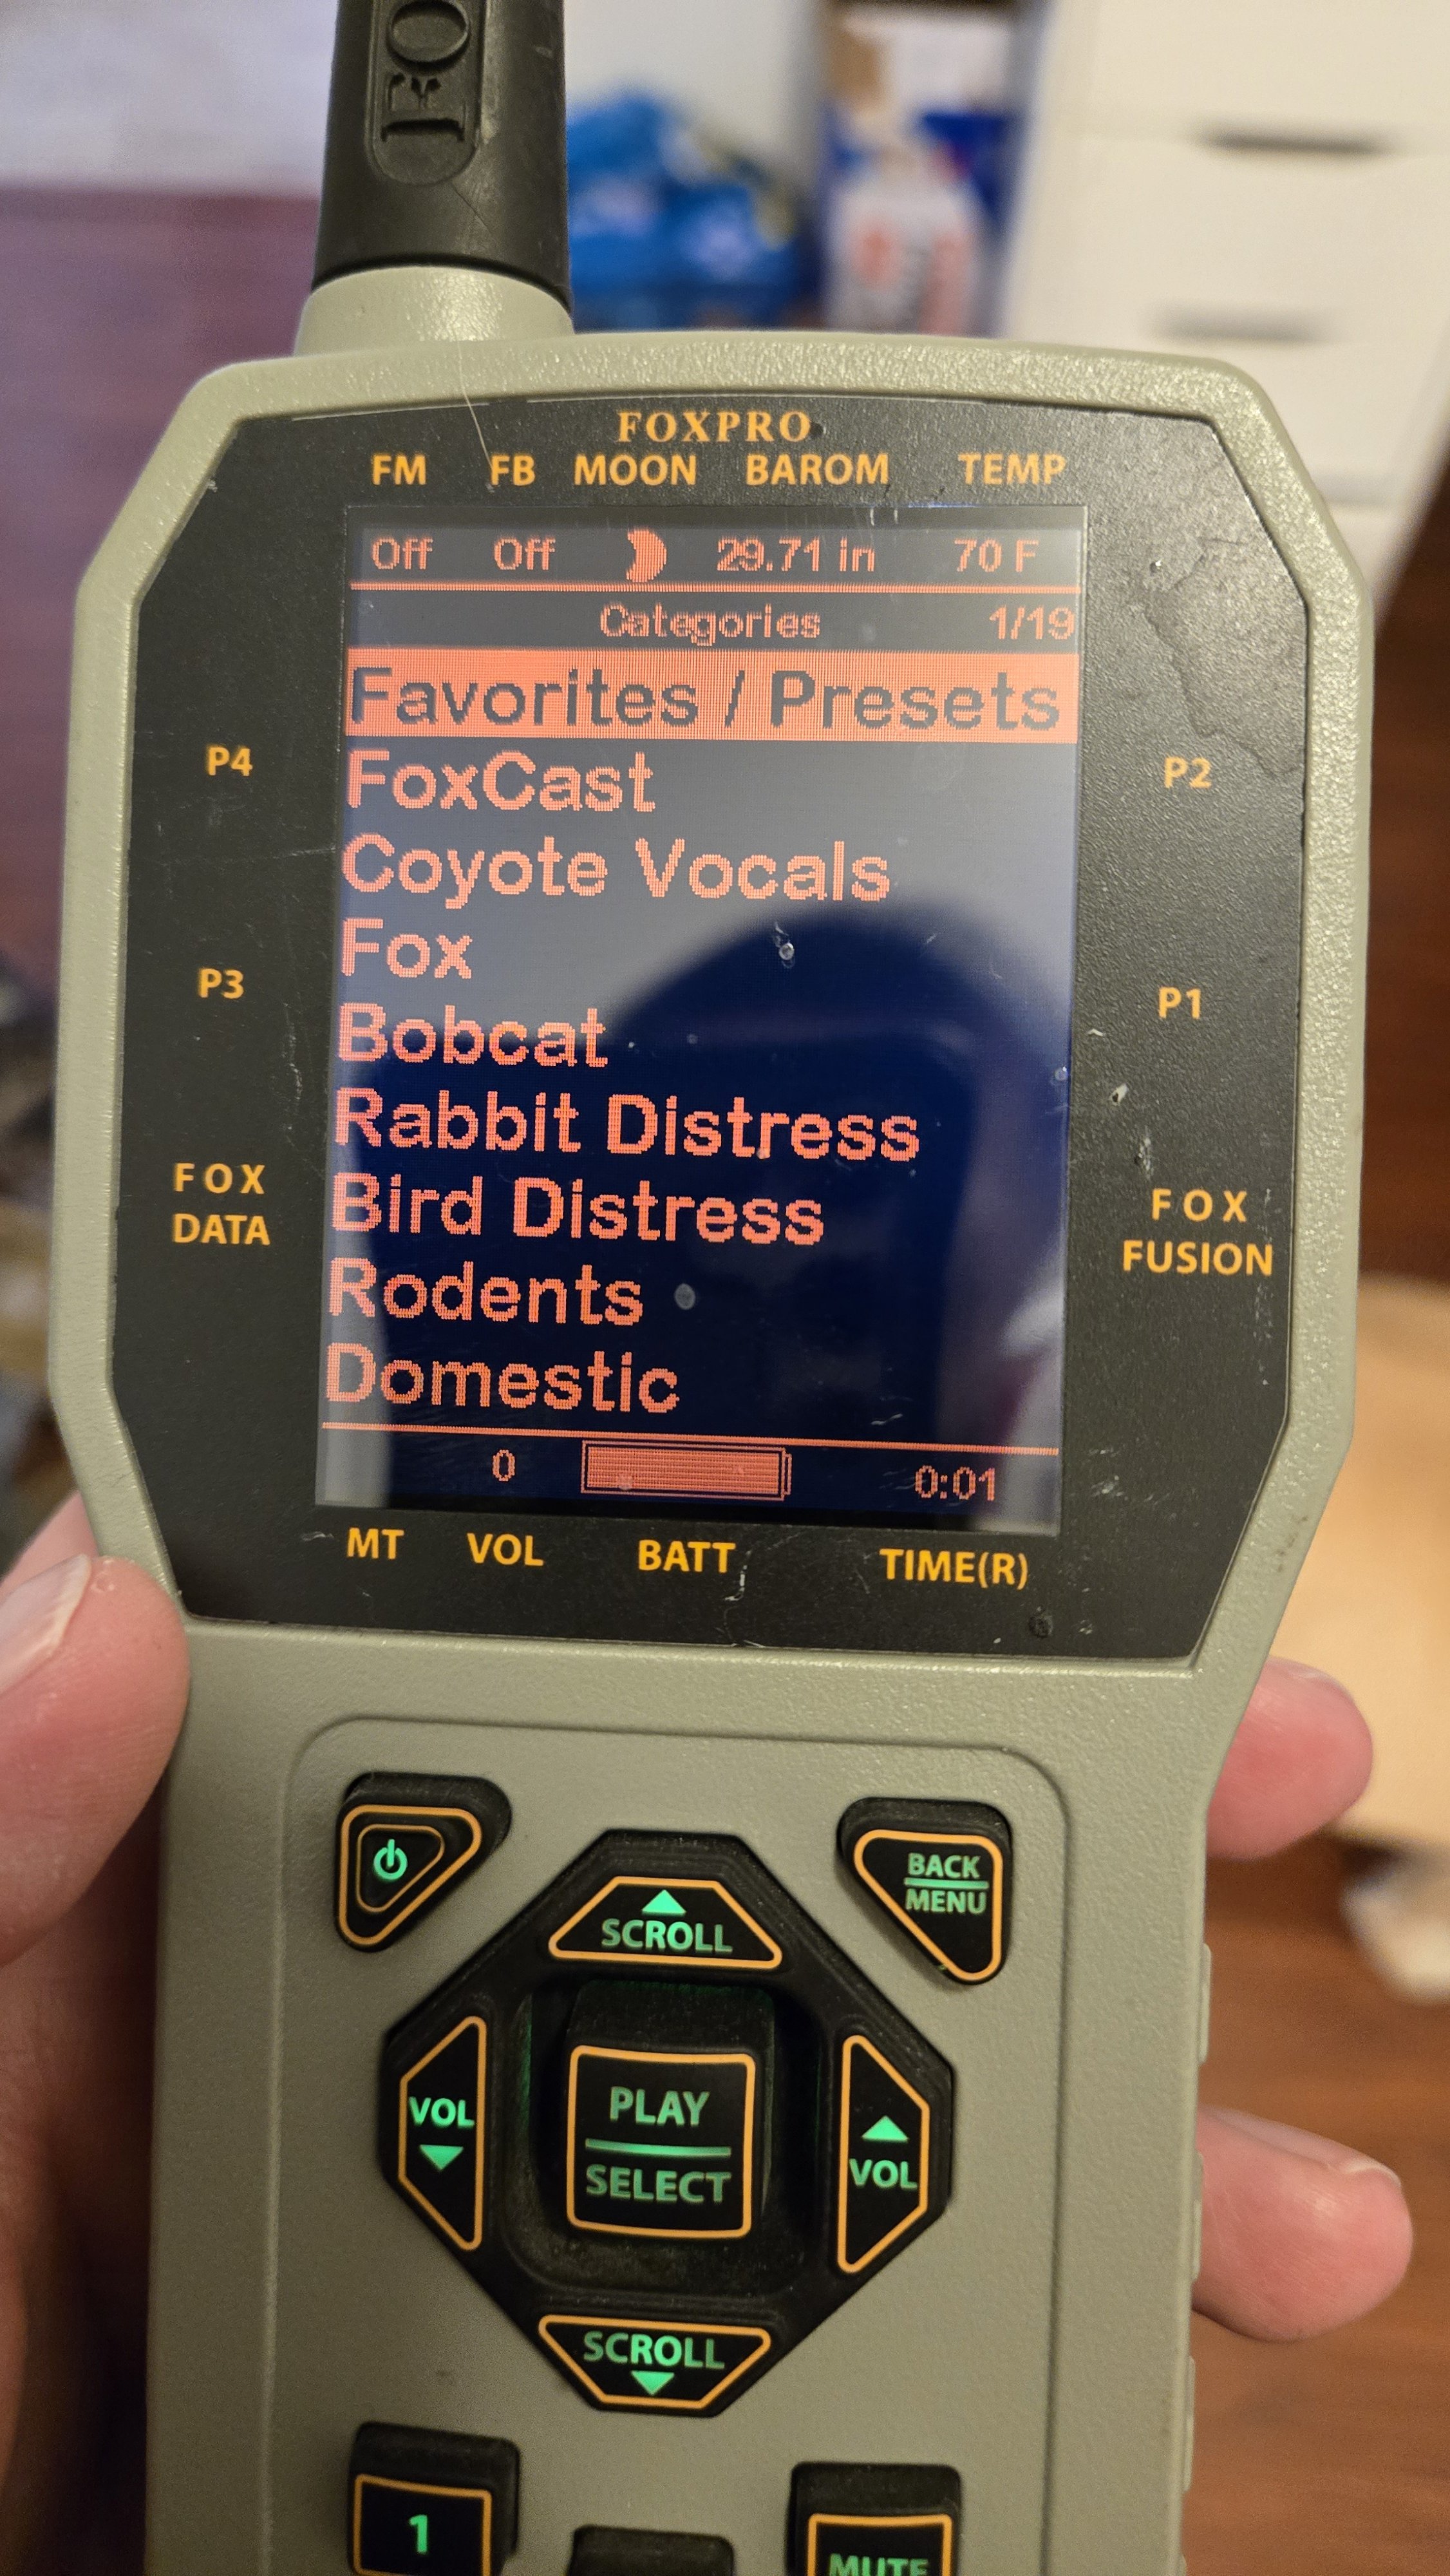 FOX
FOXPRO
FM FB MOON BAROM TEMP
Off Off 29.71 in 70 F
Categories 1/19
Favorites / Presets
FoxCast
P4
P2
Coyote Vocals
Fox
P3
P1
Bobcat
Rabbit Distress
FOX
DATA
FOX
FUSION
Bird Distress
Rodents
Domestic
0 0:01
MT VOL BATT TIME(R)
BACK
MENU
SCROLL
VOL
PLAY
SELECT
VOL
SCROLL
1
MUTE